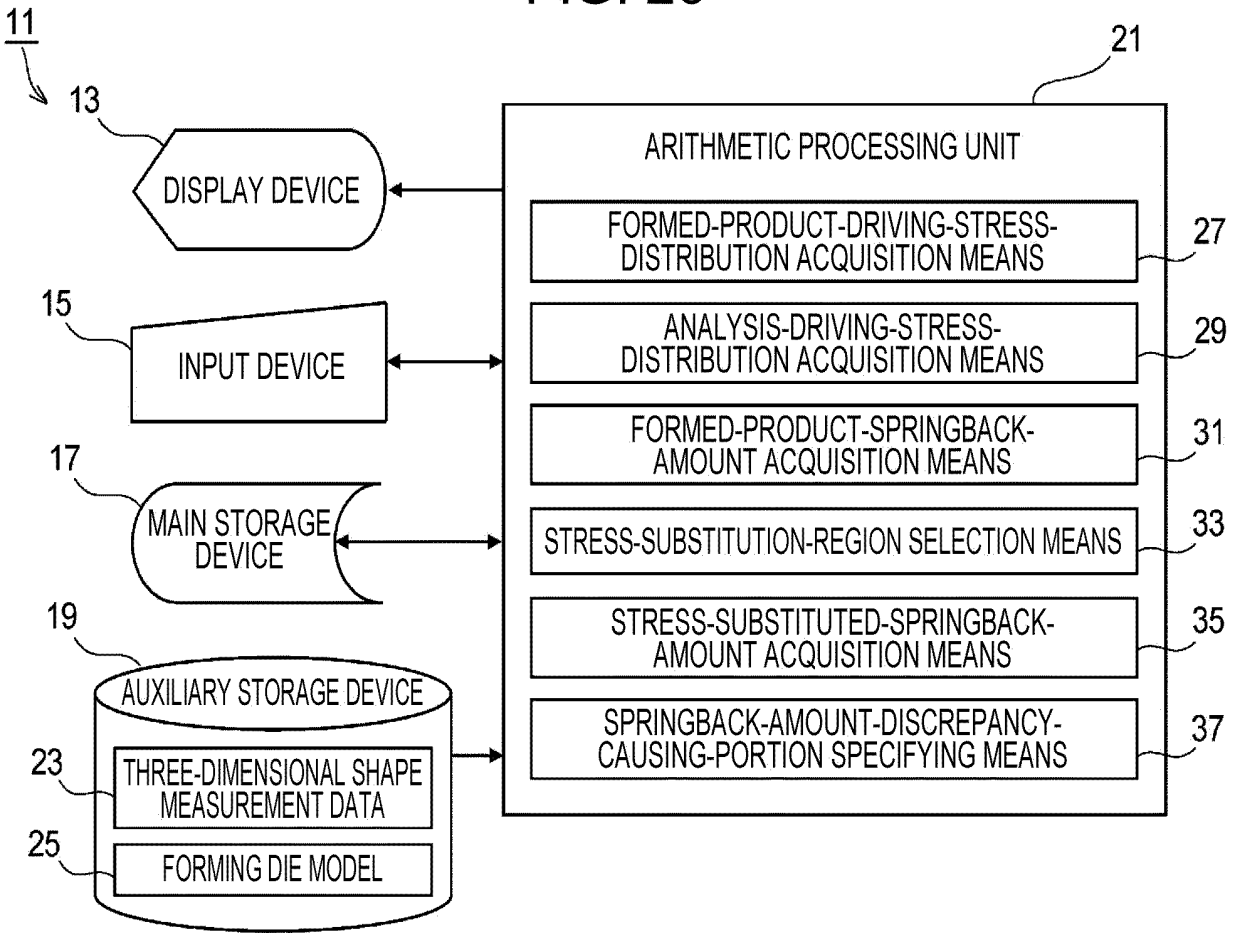 11
13
DISPLAY DEVICE
15
INPUT DEVICE
17
MAIN STORAGE
DEVICE
19
AUXILIARY STORAGE DEVICE
23
THREE-DIMENSIONAL SHAPE
MEASUREMENT DATA
25
FORMING DIE MODEL
21
ARITHMETIC PROCESSING UNIT
FORMED-PRODUCT-DRIVING-STRESS-
DISTRIBUTION ACQUISITION MEANS
27
ANALYSIS-DRIVING-STRESS-
DISTRIBUTION ACQUISITION MEANS
29
FORMED-PRODUCT-SPRINGBACK-
AMOUNT ACQUISITION MEANS
31
STRESS-SUBSTITUTION-REGION SELECTION MEANS
33
STRESS-SUBSTITUTED-SPRINGBACK-
AMOUNT ACQUISITION MEANS
35
SPRINGBACK-AMOUNT-DISCREPANCY-
CAUSING-PORTION SPECIFYING MEANS
37